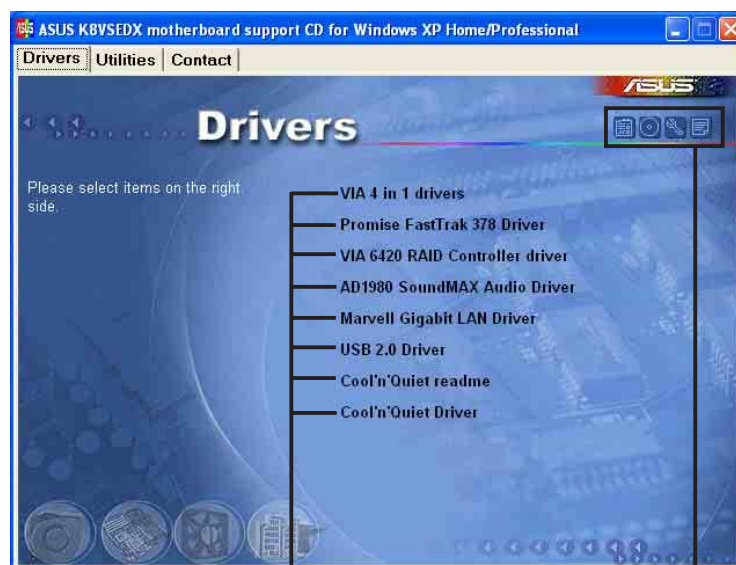 ASUS K8VSEDX motherboard support CD for Windows XP Home/Professional
Drivers Utilities Contact
ASUS
Drivers
Please select items on the right
side.
VIA 4 in 1 drivers
Promise FastTrak 378 Driver
VIA 6420 RAID Controller driver
AD1980 SoundMAX Audio Driver
Marvell Gigabit LAN Driver
USB 2.0 Driver
Cool'n'Quiet readme
Cool'n'Quiet Driver